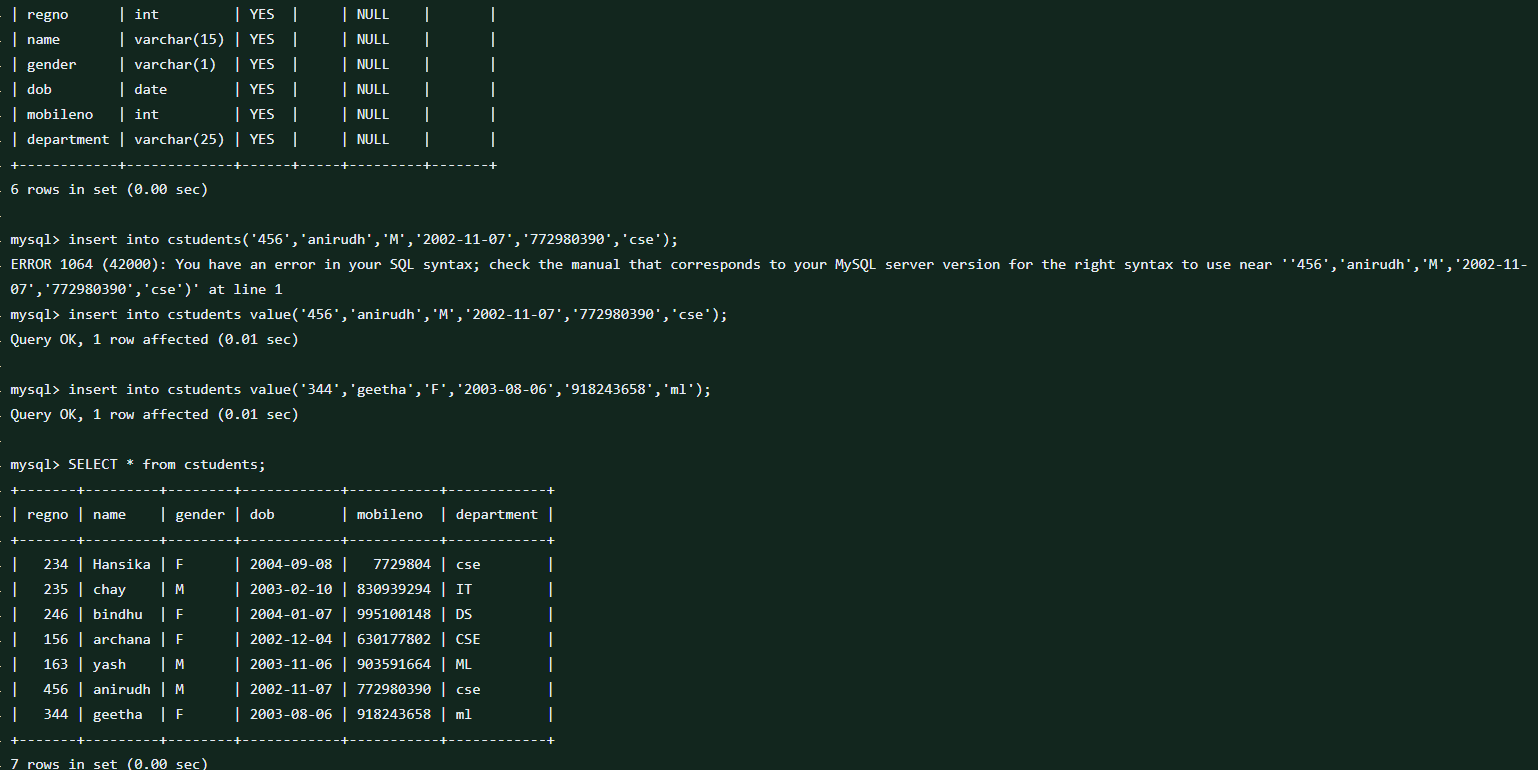 | regno      | int         | YES  |     | NULL    |       |
| name       | varchar(15) | YES  |     | NULL    |       |
| gender     | varchar(1)  | YES  |     | NULL    |       |
| dob        | date        | YES  |     | NULL    |       |
| mobileno   | int         | YES  |     | NULL    |       |
| department | varchar(25) | YES  |     | NULL    |       |
+------------+-------------+------+-----+---------+-------+
6 rows in set (0.00 sec)
mysql> insert into cstudents('456','anirudh','M','2002-11-07','772980390','cse');
ERROR 1064 (42000): You have an error in your SQL syntax; check the manual that corresponds to your MySQL server version for the right syntax to use near ''456','anirudh','M','2002-11-
07','772980390','cse')' at line 1
mysql> insert into cstudents value('456','anirudh','M','2002-11-07','772980390','cse');
Query OK, 1 row affected (0.01 sec)
mysql> insert into cstudents value('344','geetha','F','2003-08-06','918243658','ml');
Query OK, 1 row affected (0.01 sec)
mysql> SELECT * from cstudents;
+-------+---------+--------+------------+-----------+------------+
| regno | name    | gender | dob        | mobileno  | department |
+-------+---------+--------+------------+-----------+------------+
|   234 | Hansika | F      | 2004-09-08 |   7729804 | cse        |
|   235 | chay    | M      | 2003-02-10 | 830939294 | IT         |
|   246 | bindhu  | F      | 2004-01-07 | 995100148 | DS         |
|   156 | archana | F      | 2002-12-04 | 630177802 | CSE        |
|   163 | yash    | M      | 2003-11-06 | 903591664 | ML         |
|   456 | anirudh | M      | 2002-11-07 | 772980390 | cse        |
|   344 | geetha  | F      | 2003-08-06 | 918243658 | ml         |
+-------+---------+--------+------------+-----------+------------+
7 rows in set (0.00 sec)